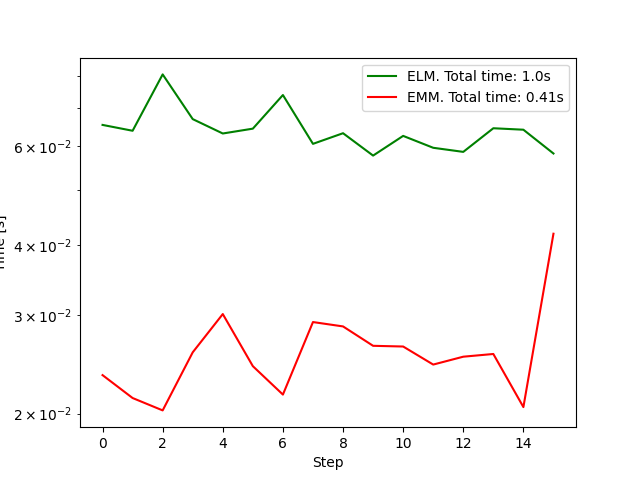 ELM. Total time: 1.0s
EMM. Total time: 0.41s
6 × 10⁻²
4 × 10⁻²
3 × 10⁻²
2 × 10⁻²
Time [s]
0 2 4 6 8 10 12 14
Step